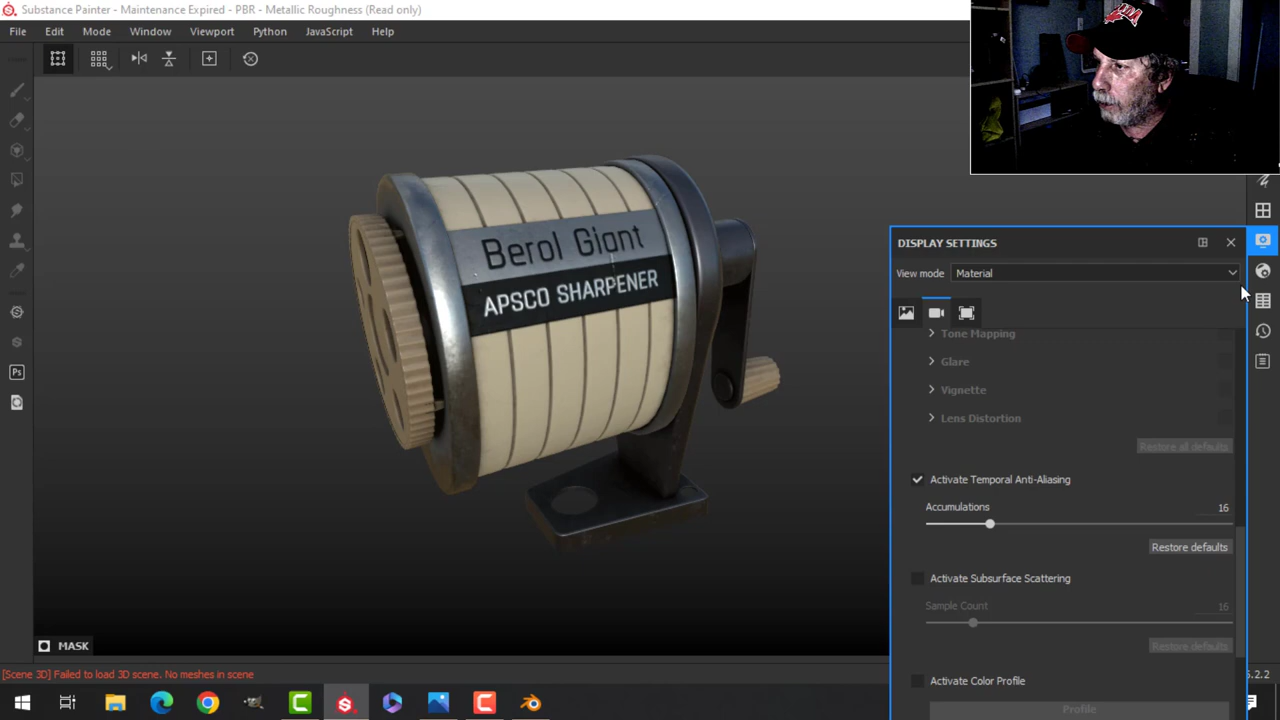 Substance Painter - Maintenance Expired - PBR - Metallic Roughness (Read only)
File Edit Mode Window Viewport Python JavaScript Help
Berol Giant
APSCO SHARPENER
DISPLAY SETTINGS
View mode Material
Tone Mapping
Glare
Vignette
Lens Distortion
Restore all defaults
Activate Temporal Anti-Aliasing
Accumulations 16
Restore defaults
Activate Subsurface Scattering
Sample Count 16
Restore defaults
Activate Color Profile
Profile
Ps
MASK
[Scene 3D] Failed to load 3D scene. No meshes in scene